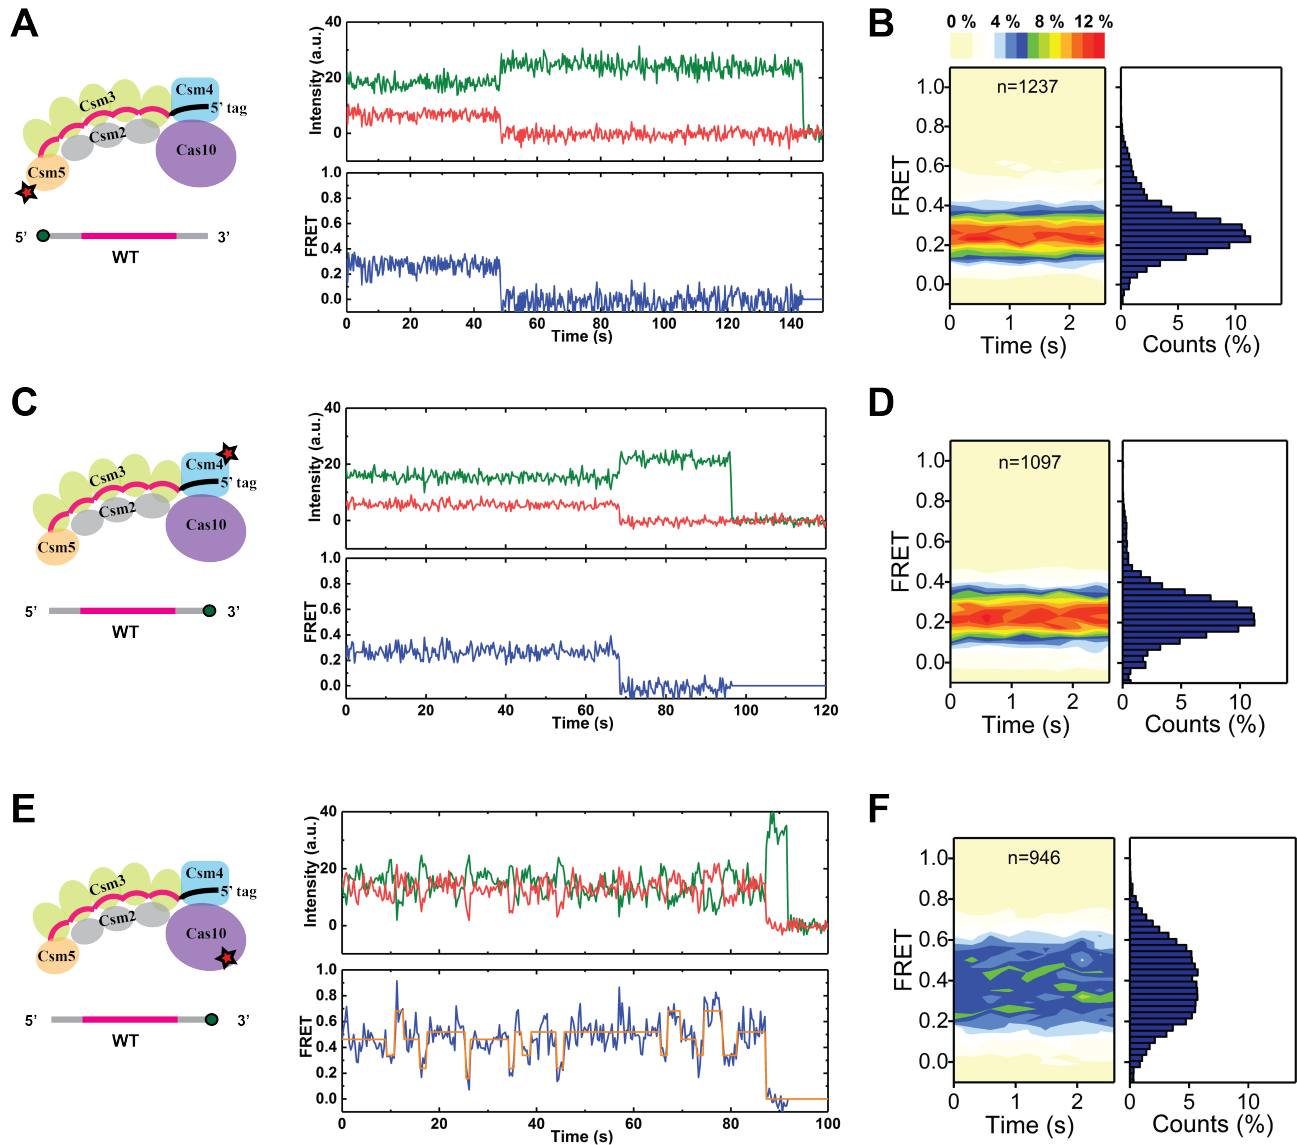 A
Csm3
Csm4
5' tag
Csm2
Cas10
Csm5
5' 3'
WT
Intensity (a.u.)
40
20
0
FRET
1.0
0.8
0.6
0.4
0.2
0.0
0 20 40 60 80 100 120 140
Time (s)
B
0 % 4 % 8 % 12 %
n=1237
FRET
1.0
0.8
0.6
0.4
0.2
0.0
0 1 2
Time (s)
0 5 10
Counts (%)
C
Csm3
Csm4
5' tag
Csm2
Cas10
Csm5
5' 3'
WT
Intensity (a.u.)
40
20
0
FRET
1.0
0.8
0.6
0.4
0.2
0.0
0 20 40 60 80 100 120
Time (s)
D
n=1097
FRET
1.0
0.8
0.6
0.4
0.2
0.0
0 1 2
Time (s)
0 5 10
Counts (%)
E
Csm3
Csm4
5' tag
Csm2
Cas10
Csm5
5' 3'
WT
Intensity (a.u.)
40
20
0
FRET
1.0
0.8
0.6
0.4
0.2
0.0
0 20 40 60 80 100
Time (s)
F
n=946
FRET
1.0
0.8
0.6
0.4
0.2
0.0
0 1 2
Time (s)
0 5 10
Counts (%)